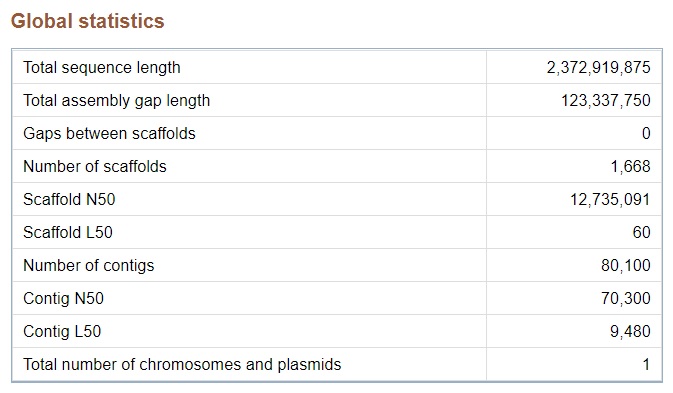 Global statistics
Total sequence length 2,372,919,875
Total assembly gap length 123,337,750
Gaps between scaffolds 0
Number of scaffolds 1,668
Scaffold N50 12,735,091
Scaffold L50 60
Number of contigs 80,100
Contig N50 70,300
Contig L50 9,480
Total number of chromosomes and plasmids 1